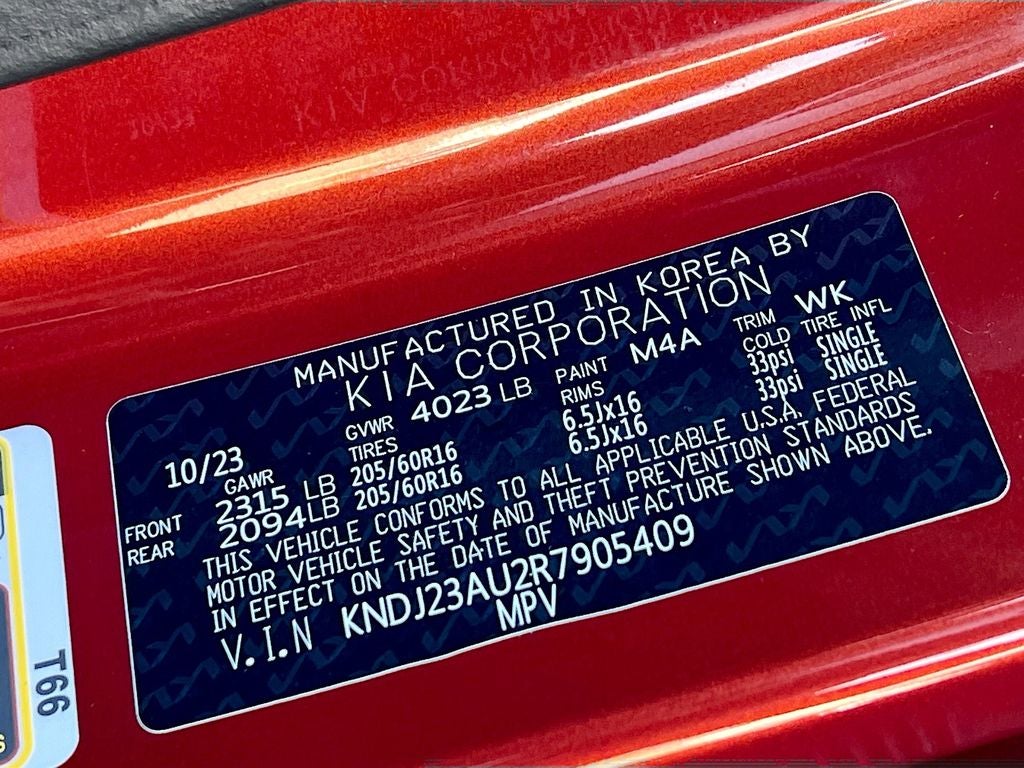 MANUFACTURED IN KOREA BY
KIA CORPORATION
10/23 GVWR 4023 LB PAINT M4A TRIM WK
GAWR TIRES RIMS COLD TIRE INFL
FRONT 2315 LB 205/60R16 6.5Jx16 33psi SINGLE
REAR 2094LB 205/60R16 6.5Jx16 33psi SINGLE
THIS VEHICLE CONFORMS TO ALL APPLICABLE U.S.A. FEDERAL
MOTOR VEHICLE SAFETY AND THEFT PREVENTION STANDARDS
IN EFFECT ON THE DATE OF MANUFACTURE SHOWN ABOVE.
V.I.N KNDJ23AU2R7905409
MPV
T66